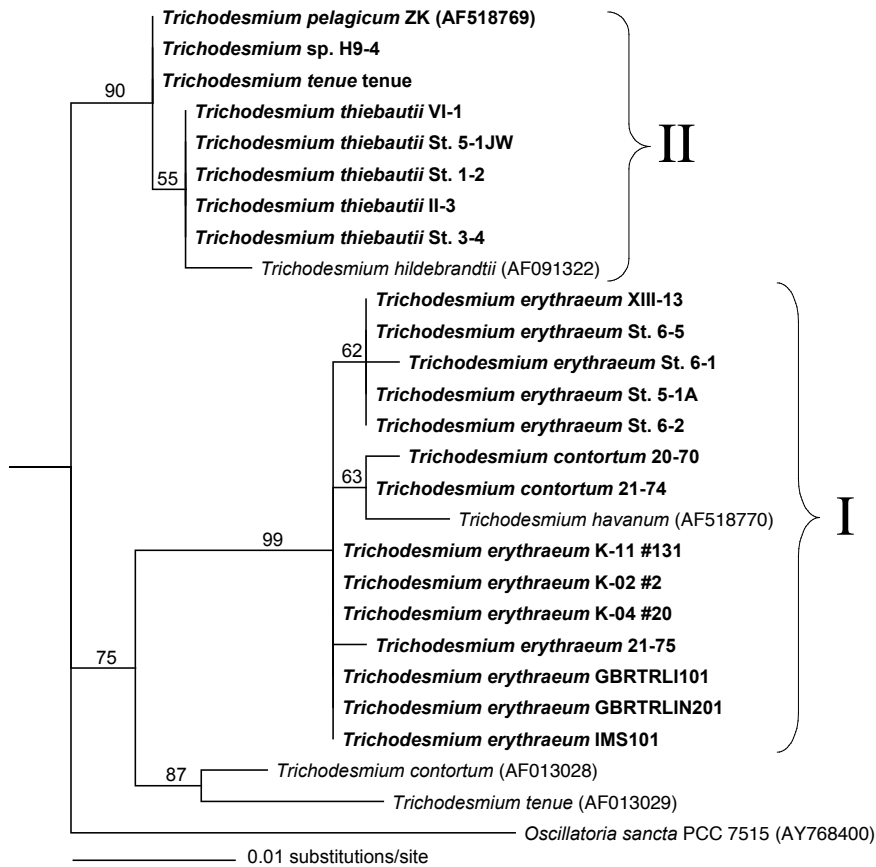 Trichodesmium pelagicum ZK (AF518769)
Trichodesmium sp. H9-4
Trichodesmium tenue tenue
90
Trichodesmium thiebautii VI-1
Trichodesmium thiebautii St. 5-1JW
II
Trichodesmium thiebautii St. 1-2
55
Trichodesmium thiebautii II-3
Trichodesmium thiebautii St. 3-4
Trichodesmium hildebrandtii (AF091322)
Trichodesmium erythraeum XIII-13
Trichodesmium erythraeum St. 6-5
62
Trichodesmium erythraeum St. 6-1
Trichodesmium erythraeum St. 5-1A
Trichodesmium erythraeum St. 6-2
Trichodesmium contortum 20-70
63
Trichodesmium contortum 21-74
Trichodesmium havanum (AF518770)
I
99
Trichodesmium erythraeum K-11 #131
Trichodesmium erythraeum K-02 #2
Trichodesmium erythraeum K-04 #20
Trichodesmium erythraeum 21-75
75
Trichodesmium erythraeum GBRTRLI101
Trichodesmium erythraeum GBRTRLIN201
Trichodesmium erythraeum IMS101
Trichodesmium contortum (AF013028)
87
Trichodesmium tenue (AF013029)
Oscillatoria sancta PCC 7515 (AY768400)
0.01 substitutions/site